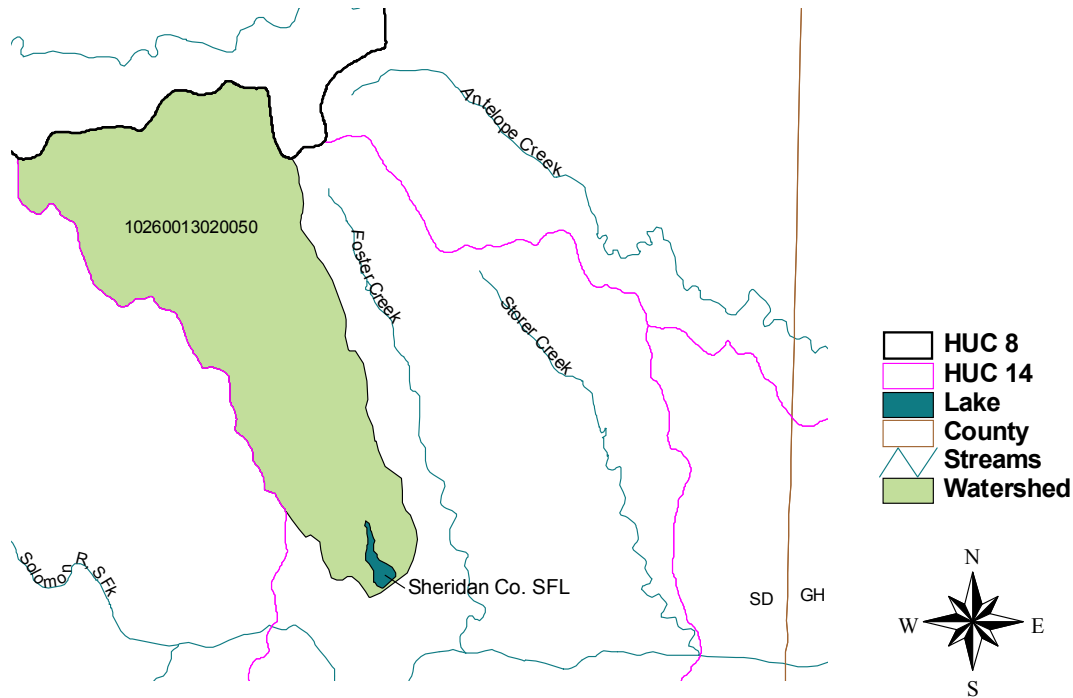 Antelope Creek
10260013020050
Foster Creek
Storer Creek
Solomon R, S.Fk
Sheridan Co. SFL
SD
GH
HUC 8
HUC 14
Lake
County
Streams
Watershed
N
W
E
S